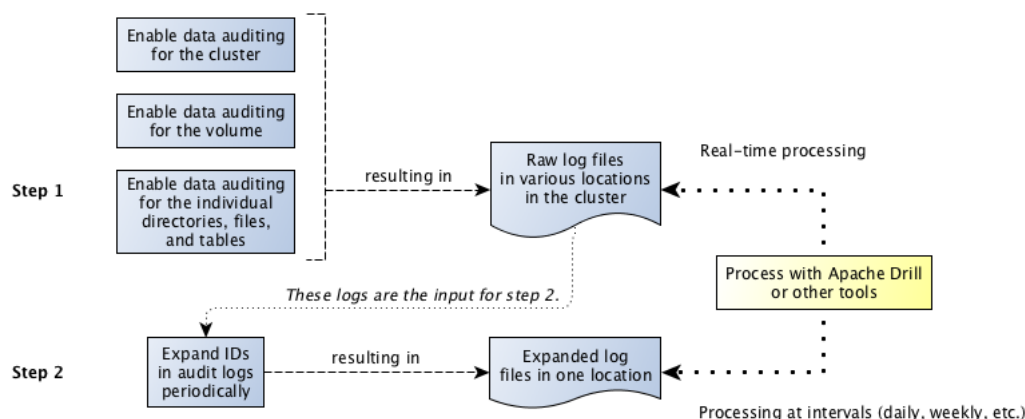 Enable data auditing
for the cluster
Enable data auditing
for the volume
Step 1
Enable data auditing
for the individual
directories, files,
and tables
resulting in
Raw log files
in various locations
in the cluster
Real-time processing
Process with Apache Drill
or other tools
These logs are the input for step 2.
Step 2
Expand IDs
in audit logs
periodically
resulting in
Expanded log
files in one location
Processing at intervals (daily, weekly, etc.)